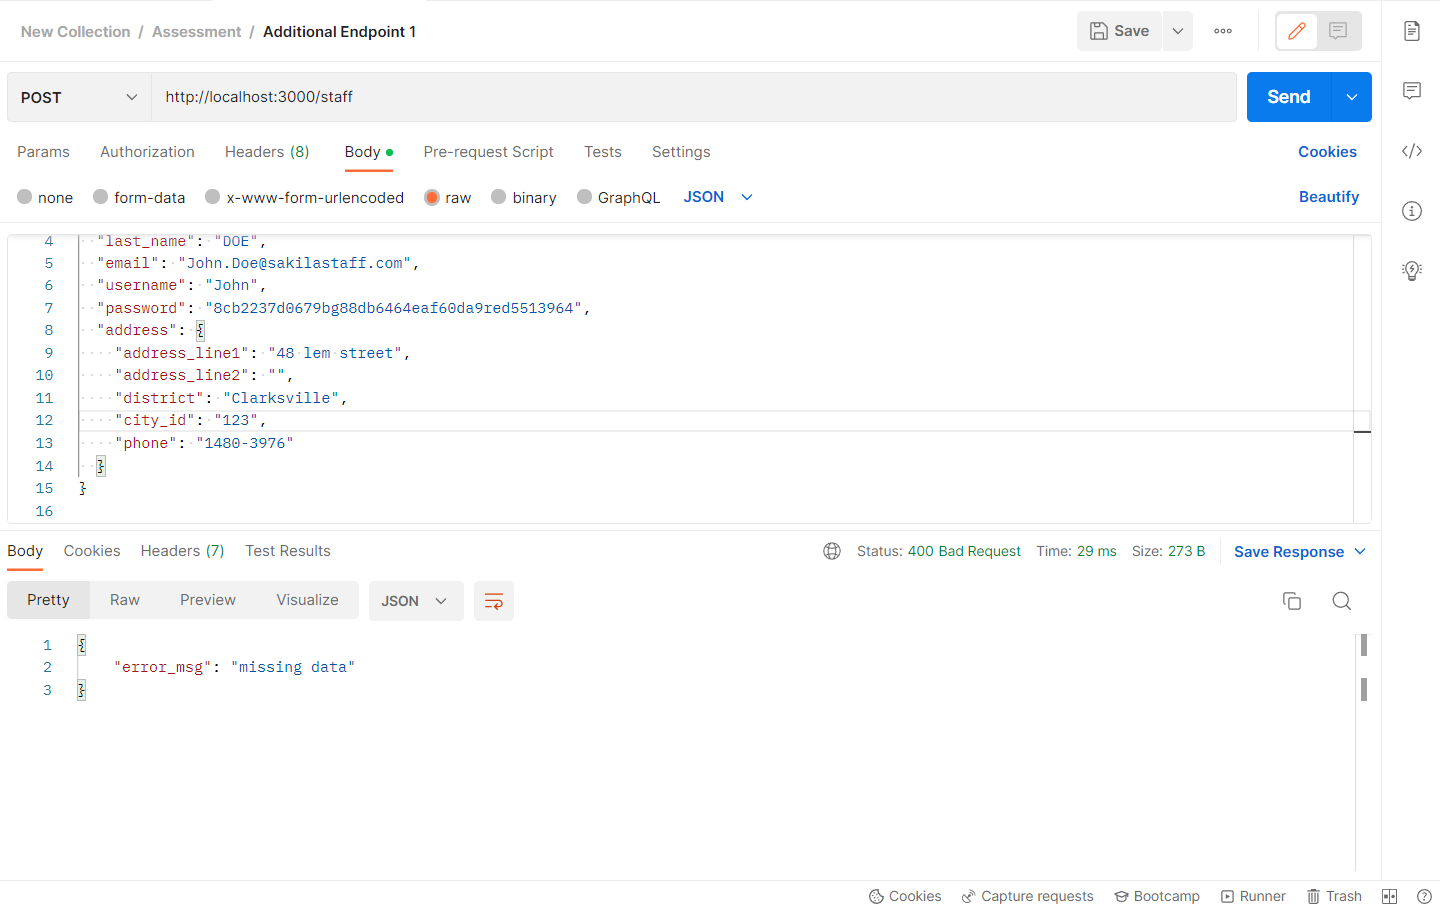 New Collection / Assessment / Additional Endpoint 1
Save
POST
http://localhost:3000/staff
Send
Params Authorization Headers (8) Body Pre-request Script Tests Settings Cookies
none form-data x-www-form-urlencoded raw binary GraphQL JSON Beautify
4 "last_name": "DOE",
5 "email": "John.Doe@sakilastaff.com",
6 "username": "John",
7 "password": "8cb2237d0679bg88db6464eaf60da9red5513964",
8 "address": {
9 "address_line1": "48 lem street",
10 "address_line2": "",
11 "district": "Clarksville",
12 "city_id": "123",
13 "phone": "1480-3976"
14 }
15 }
16
Body Cookies Headers (7) Test Results Status: 400 Bad Request Time: 29 ms Size: 273 B Save Response
Pretty Raw Preview Visualize JSON
1 {
2 "error_msg": "missing data"
3 }
Cookies Capture requests Bootcamp Runner Trash